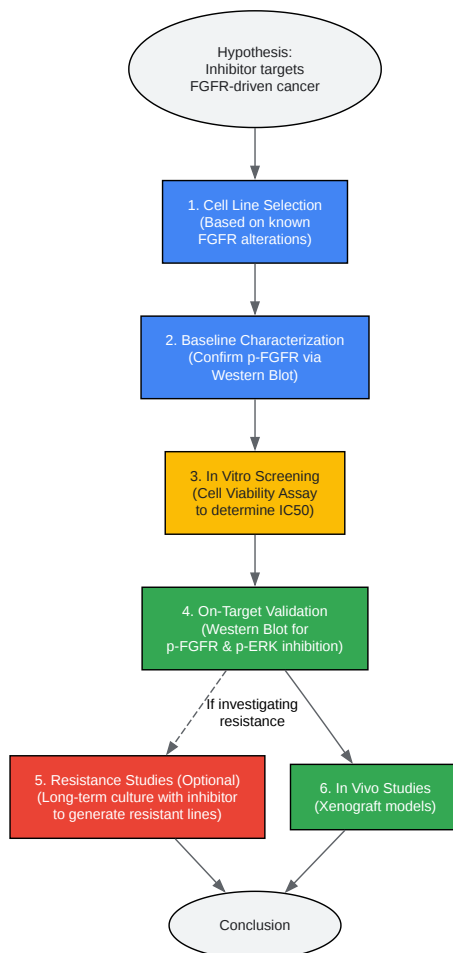 Hypothesis:
Inhibitor targets
FGFR-driven cancer
1. Cell Line Selection
(Based on known
FGFR alterations)
2. Baseline Characterization
(Confirm p-FGFR via
Western Blot)
3. In Vitro Screening
(Cell Viability Assay
to determine IC50)
4. On-Target Validation
(Western Blot for
p-FGFR & p-ERK inhibition)
If investigating
resistance
5. Resistance Studies (Optional)
(Long-term culture with inhibitor
to generate resistant lines)
6. In Vivo Studies
(Xenograft models)
Conclusion